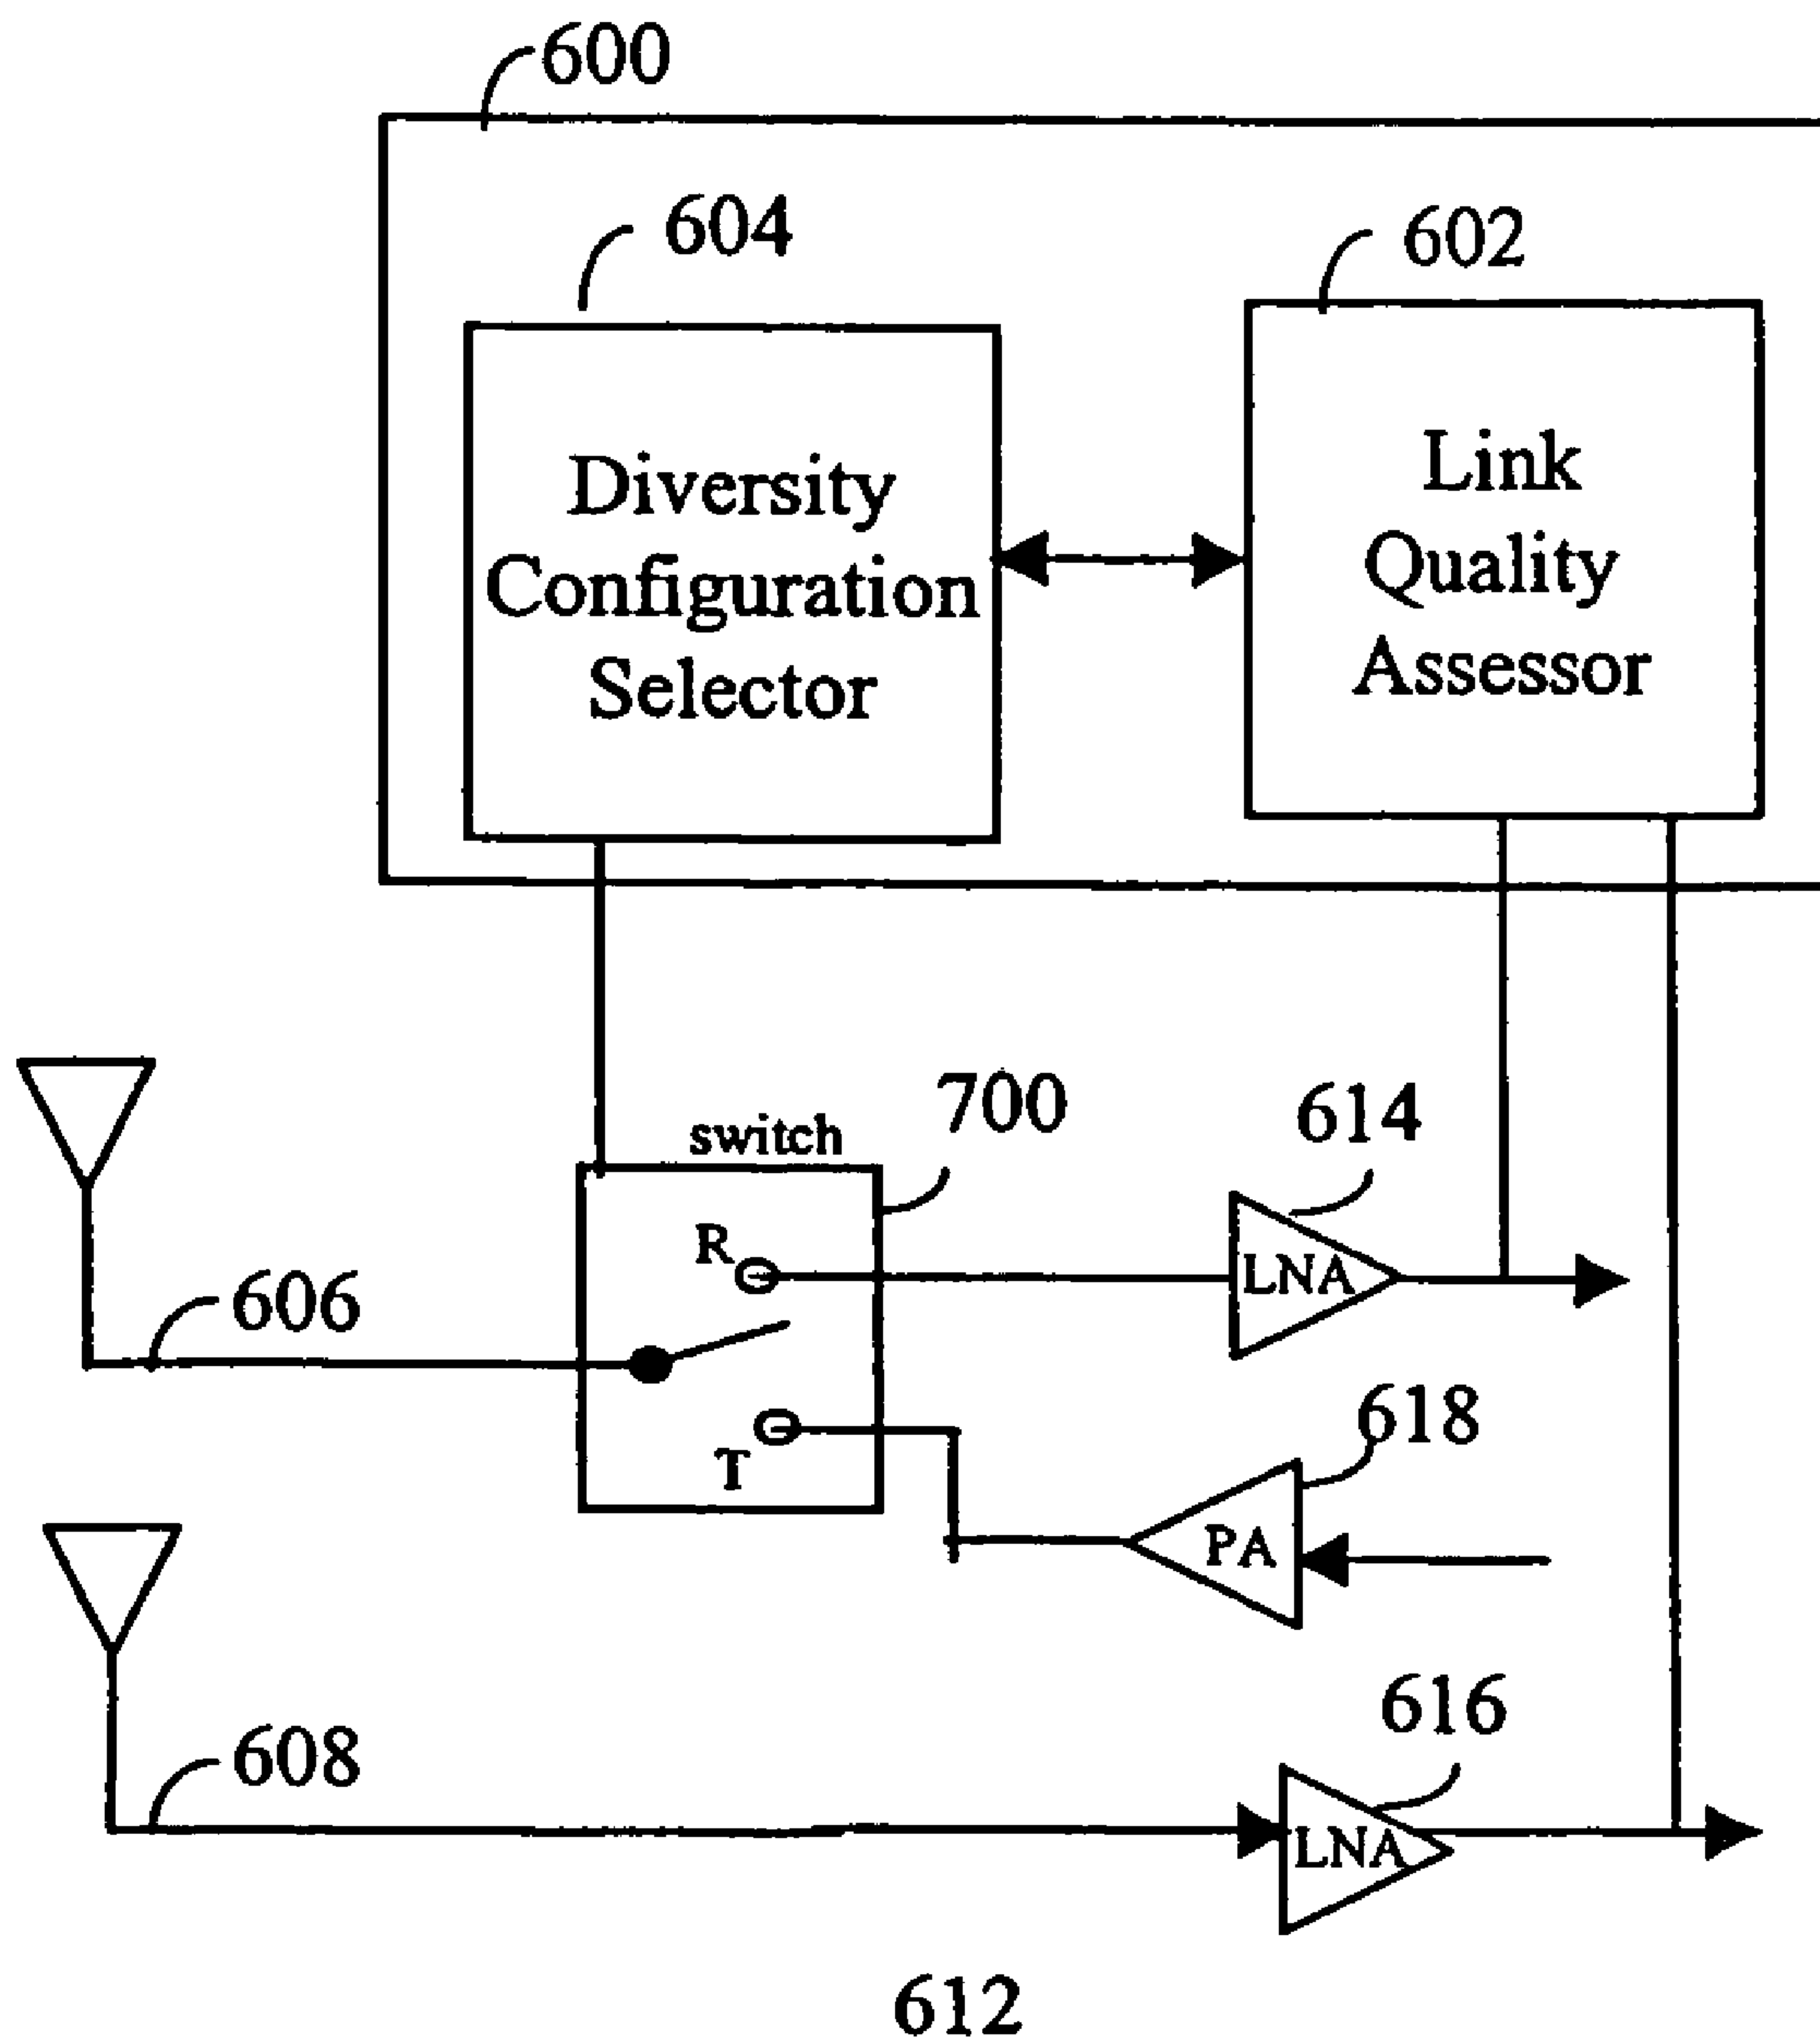 600
604
602
Diversity
Configuration
Selector
Link
Quality
Assessor
switch
700
614
R
LNA
606
T
618
PA
616
608
LNA
612